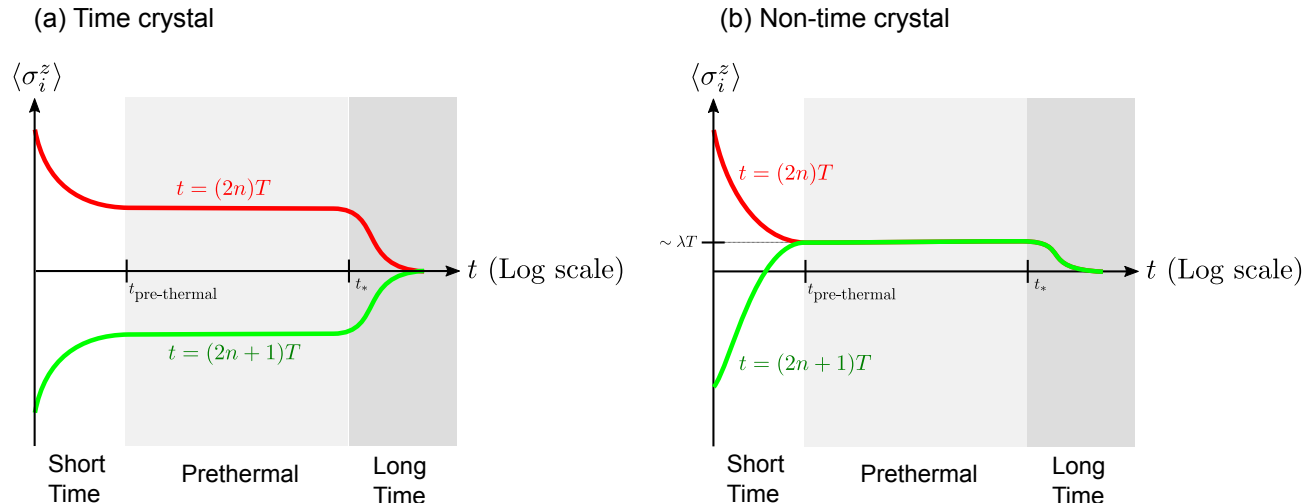 (a) Time crystal
⟨σ_i^z⟩
t = (2n)T
t (Log scale)
t_pre-thermal
t_*
t = (2n + 1)T
Short
Time
Prethermal
Long
Time
(b) Non-time crystal
⟨σ_i^z⟩
t = (2n)T
∼ λT
t (Log scale)
t_pre-thermal
t_*
t = (2n + 1)T
Short
Time
Prethermal
Long
Time